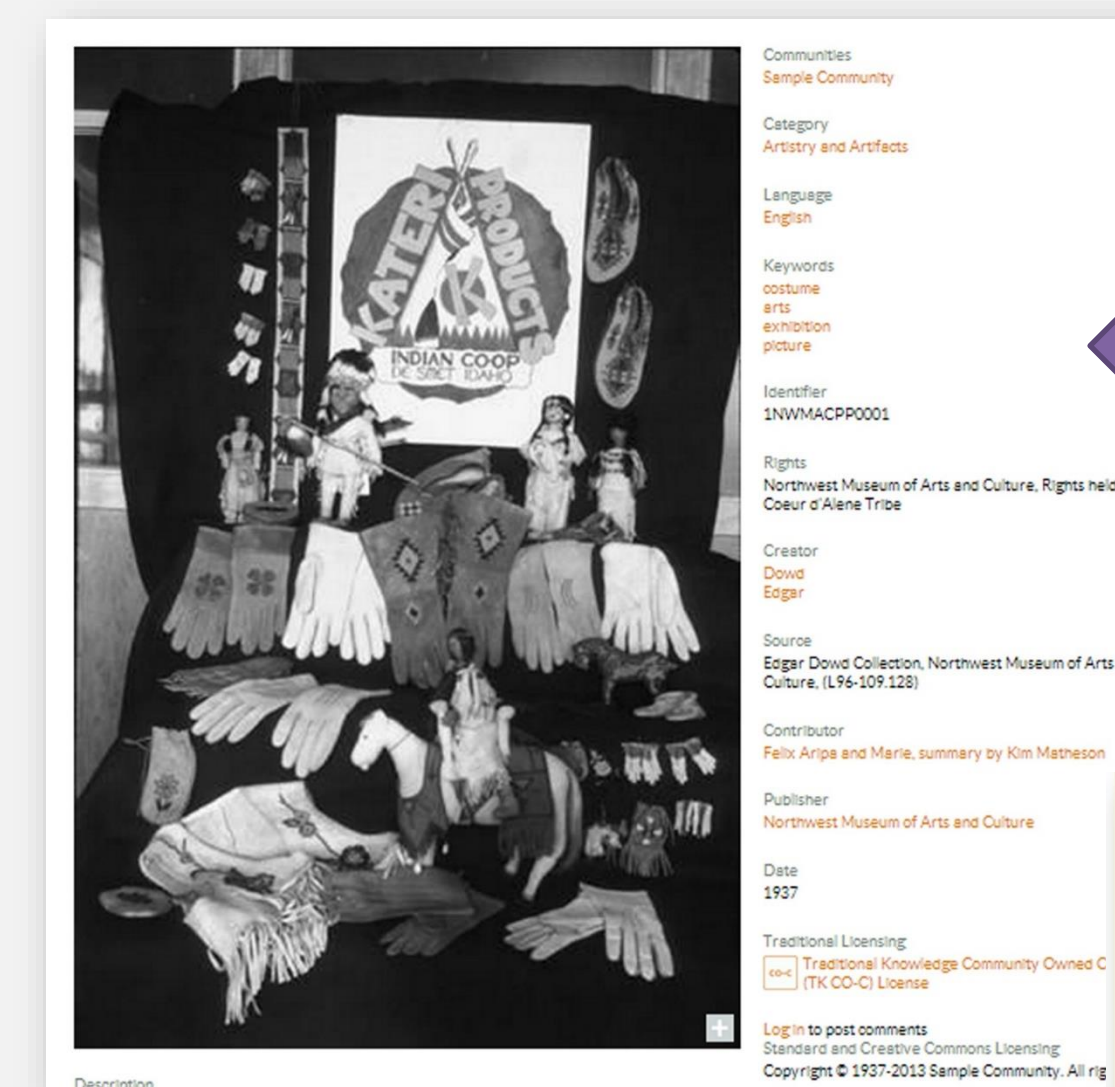 KATERI PRODUCTS
K
INDIAN CO-OP
DE SMET IDAHO
Communities
Sample Community
Category
Artistry and Artifacts
Language
English
Keywords
costume
arts
exhibition
picture
Identifier
1NWMACPP0001
Rights
Northwest Museum of Arts and Culture, Rights held
Coeur d'Alene Tribe
Creator
Dowd
Edgar
Source
Edgar Dowd Collection, Northwest Museum of Arts
Culture, (L96-109.128)
Contributor
Felix Aripa and Marie, summary by Kim Matheson
Publisher
Northwest Museum of Arts and Culture
Date
1937
Traditional Licensing
co-c Traditional Knowledge Community Owned C
(TK CO-C) License
Log in to post comments
Standard and Creative Commons Licensing
Copyright © 1937-2013 Sample Community. All rig
Description